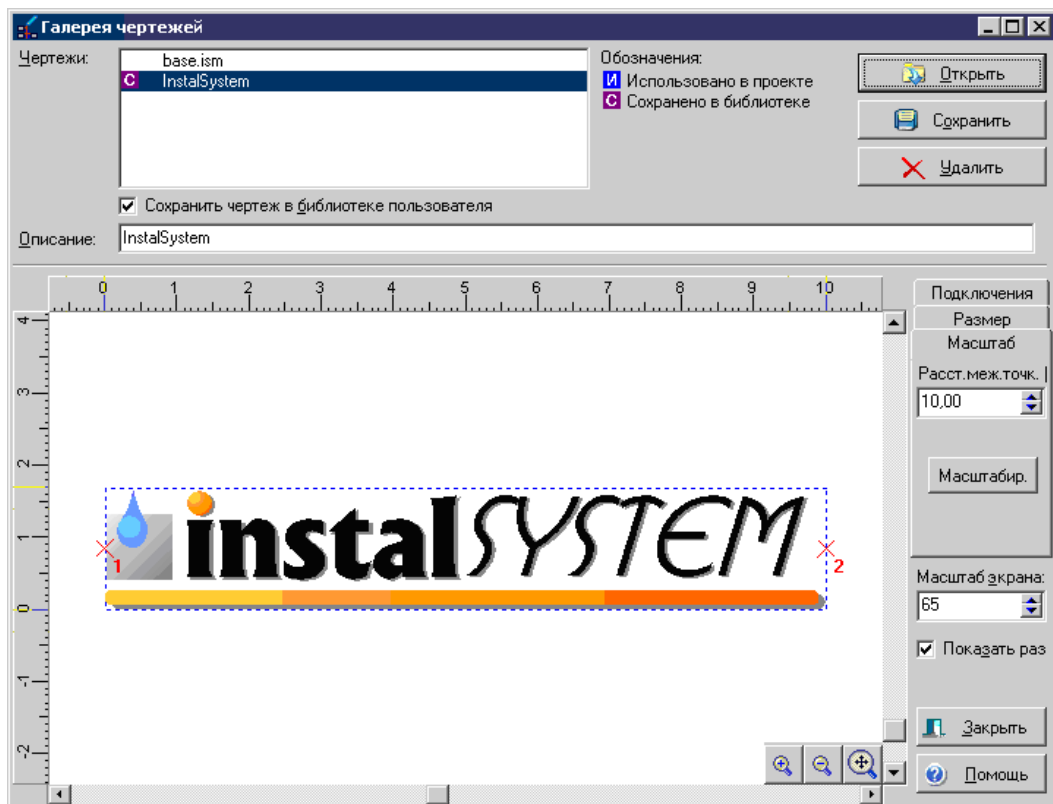 Галерея чертежей
Чертежи:
base.ism
С InstalSystem
Обозначения:
И Использовано в проекте
С Сохранено в библиотеке
Открыть
Сохранить
Удалить
Сохранить чертеж в библиотеке пользователя
Описание: InstalSystem
0 1 2 3 4 5 6 7 8 9 10
4
3
2
1
0
-1
-2
instalSYSTEM
1
2
Подключения
Размер
Масштаб
Расст.меж.точк. |
10,00
Масштабир.
Масштаб экрана:
65
Показать раз
Закрыть
Помощь